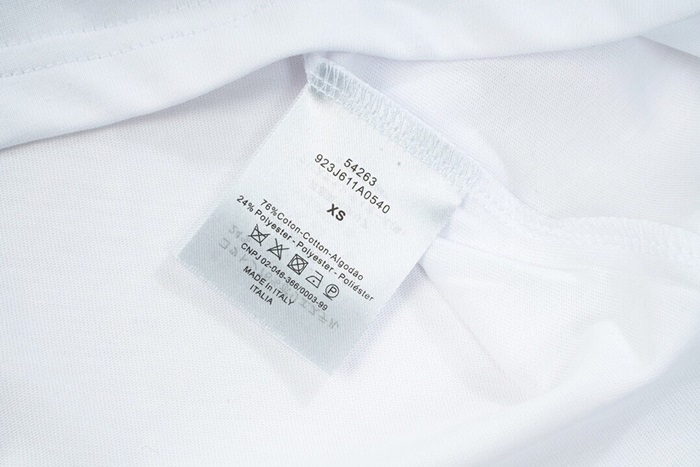 54263
923J611A0540
XS
76%Coton-Cotton-Algodão
24% Polyester - Polyester - Poliéster
CNPJ 02-046-366/0003-99
MADE IN ITALY
ITALIA